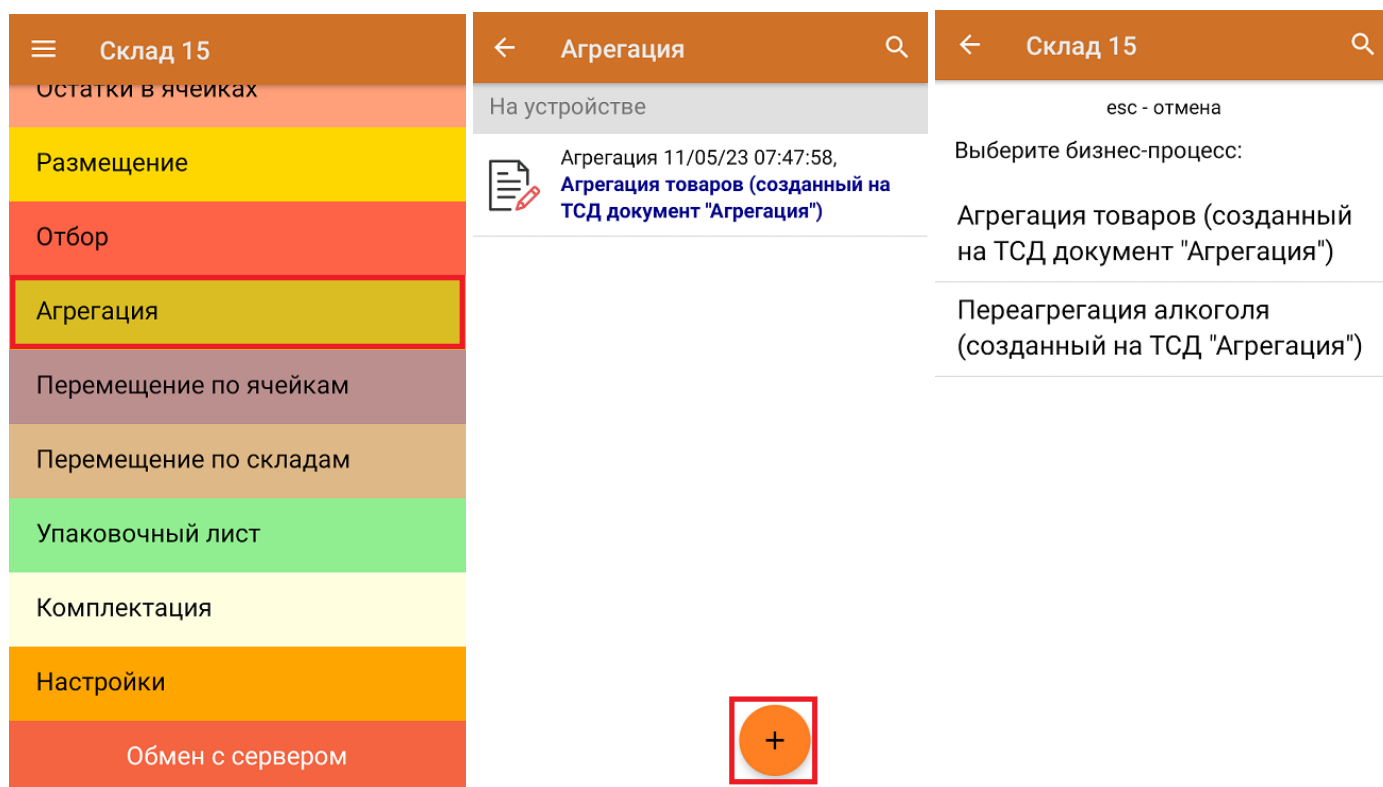 Склад 15
Остатки в ячейках
Размещение
Отбор
Агрегация
Перемещение по ячейкам
Перемещение по складам
Упаковочный лист
Комплектация
Настройки
Обмен с сервером
Агрегация
На устройстве
Агрегация 11/05/23 07:47:58,
Агрегация товаров (созданный на
ТСД документ "Агрегация")
+
Склад 15
esc - отмена
Выберите бизнес-процесс:
Агрегация товаров (созданный
на ТСД документ "Агрегация")
Переагрегация алкоголя
(созданный на ТСД "Агрегация")